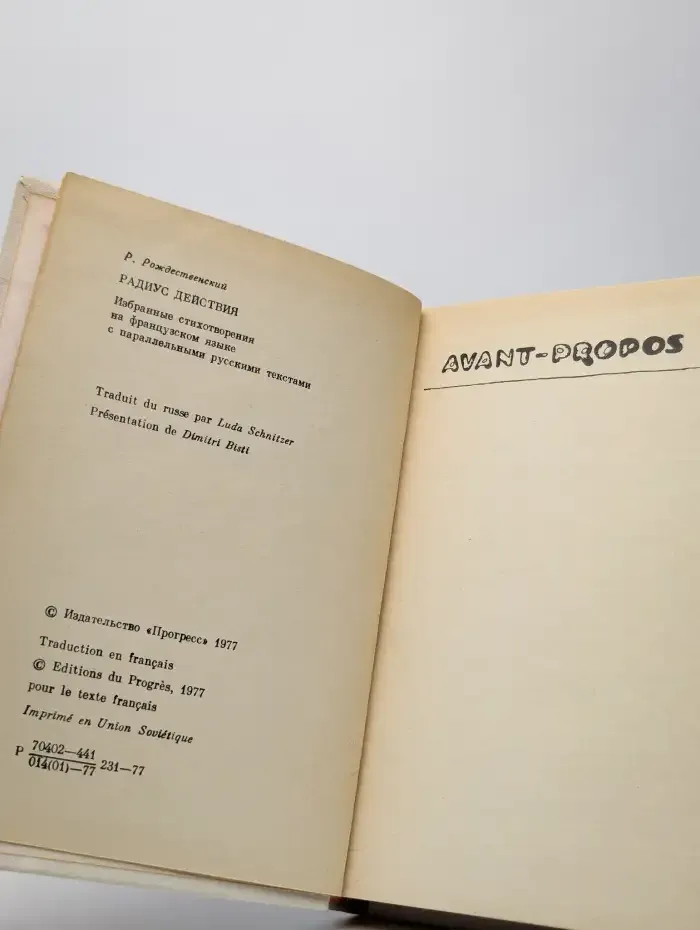 Р. Рождественский
РАДИУС ДЕЙСТВИЯ
Избранные стихотворения
на французском языке
с параллельными русскими текстами
Traduit du russe par Luda Schnitzer
Présentation de Dimitri Bisti
© Издательство «Прогресс» 1977
Traduction en français
© Editions du Progrès, 1977
pour le texte français
Imprimé en Union Soviétique
Р 70402—441
014(01)—77 231—77
AVANT-PROPOS